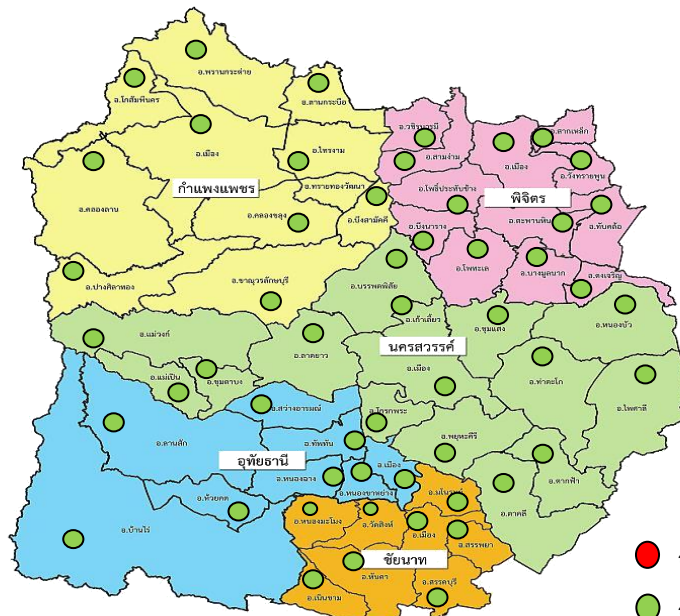 อ.พรานกระต่าย
อ.โกสัมพีนคร
อ.ลานกระบือ
อ.เมือง
อ.ไทรงาม
กำแพงเพชร
อ.ทรายทองวัฒนา
อ.คลองลาน
อ.คลองขลุง
อ.บึงสามัคคี
อ.ปางศิลาทอง
อ.ขาณุวรลักษบุรี
อ.วชิรบารมี
อ.สากเหล็ก
อ.สามง่าม
อ.เมือง
อ.วังทรายพูน
อ.โพธิ์ประทับช้าง
พิจิตร
อ.ตะพานหิน
อ.ทับคล้อ
อ.บึงนาราง
อ.โพทะเล
อ.บางมูลนาก
อ.ดงเจริญ
อ.บรรพตพิสัย
อ.เก้าเลี้ยว
อ.ชุมแสง
อ.หนองบัว
อ.แม่วงก์
อ.ลาดยาว
นครสวรรค์
อ.เมือง
อ.ท่าตะโก
อ.ไพศาลี
อ.แม่เปิน
อ.ชุมตาบง
อ.โกรกพระ
อ.พยุหะคีรี
อ.ตากฟ้า
อ.ตาคลี
อ.สว่างอารมณ์
อ.ลานสัก
อ.ทัพทัน
อุทัยธานี
อ.เมือง
อ.หนองฉาง
อ.หนองขาหย่าง
อ.ห้วยคต
อ.บ้านไร่
อ.มโนรมย์
อ.หนองมะโมง
อ.วัดสิงห์
อ.เมือง
อ.สรรพยา
ชัยนาท
อ.หันคา
อ.เนินขาม
อ.สรรคบุรี